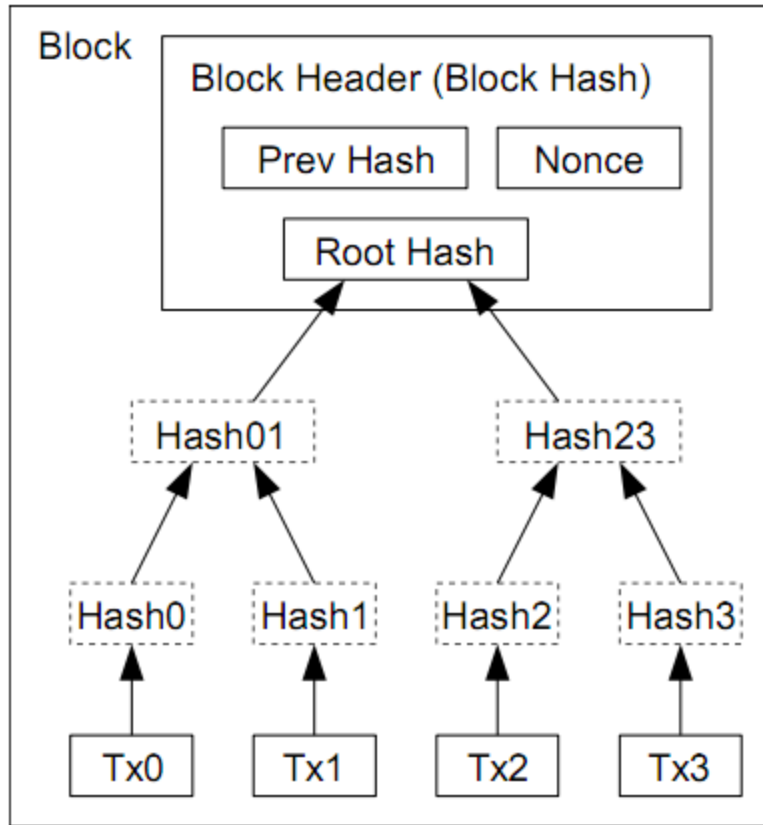 Block
Block Header (Block Hash)
Prev Hash
Nonce
Root Hash
Hash01
Hash23
Hash0
Hash1
Hash2
Hash3
Tx0
Tx1
Tx2
Tx3